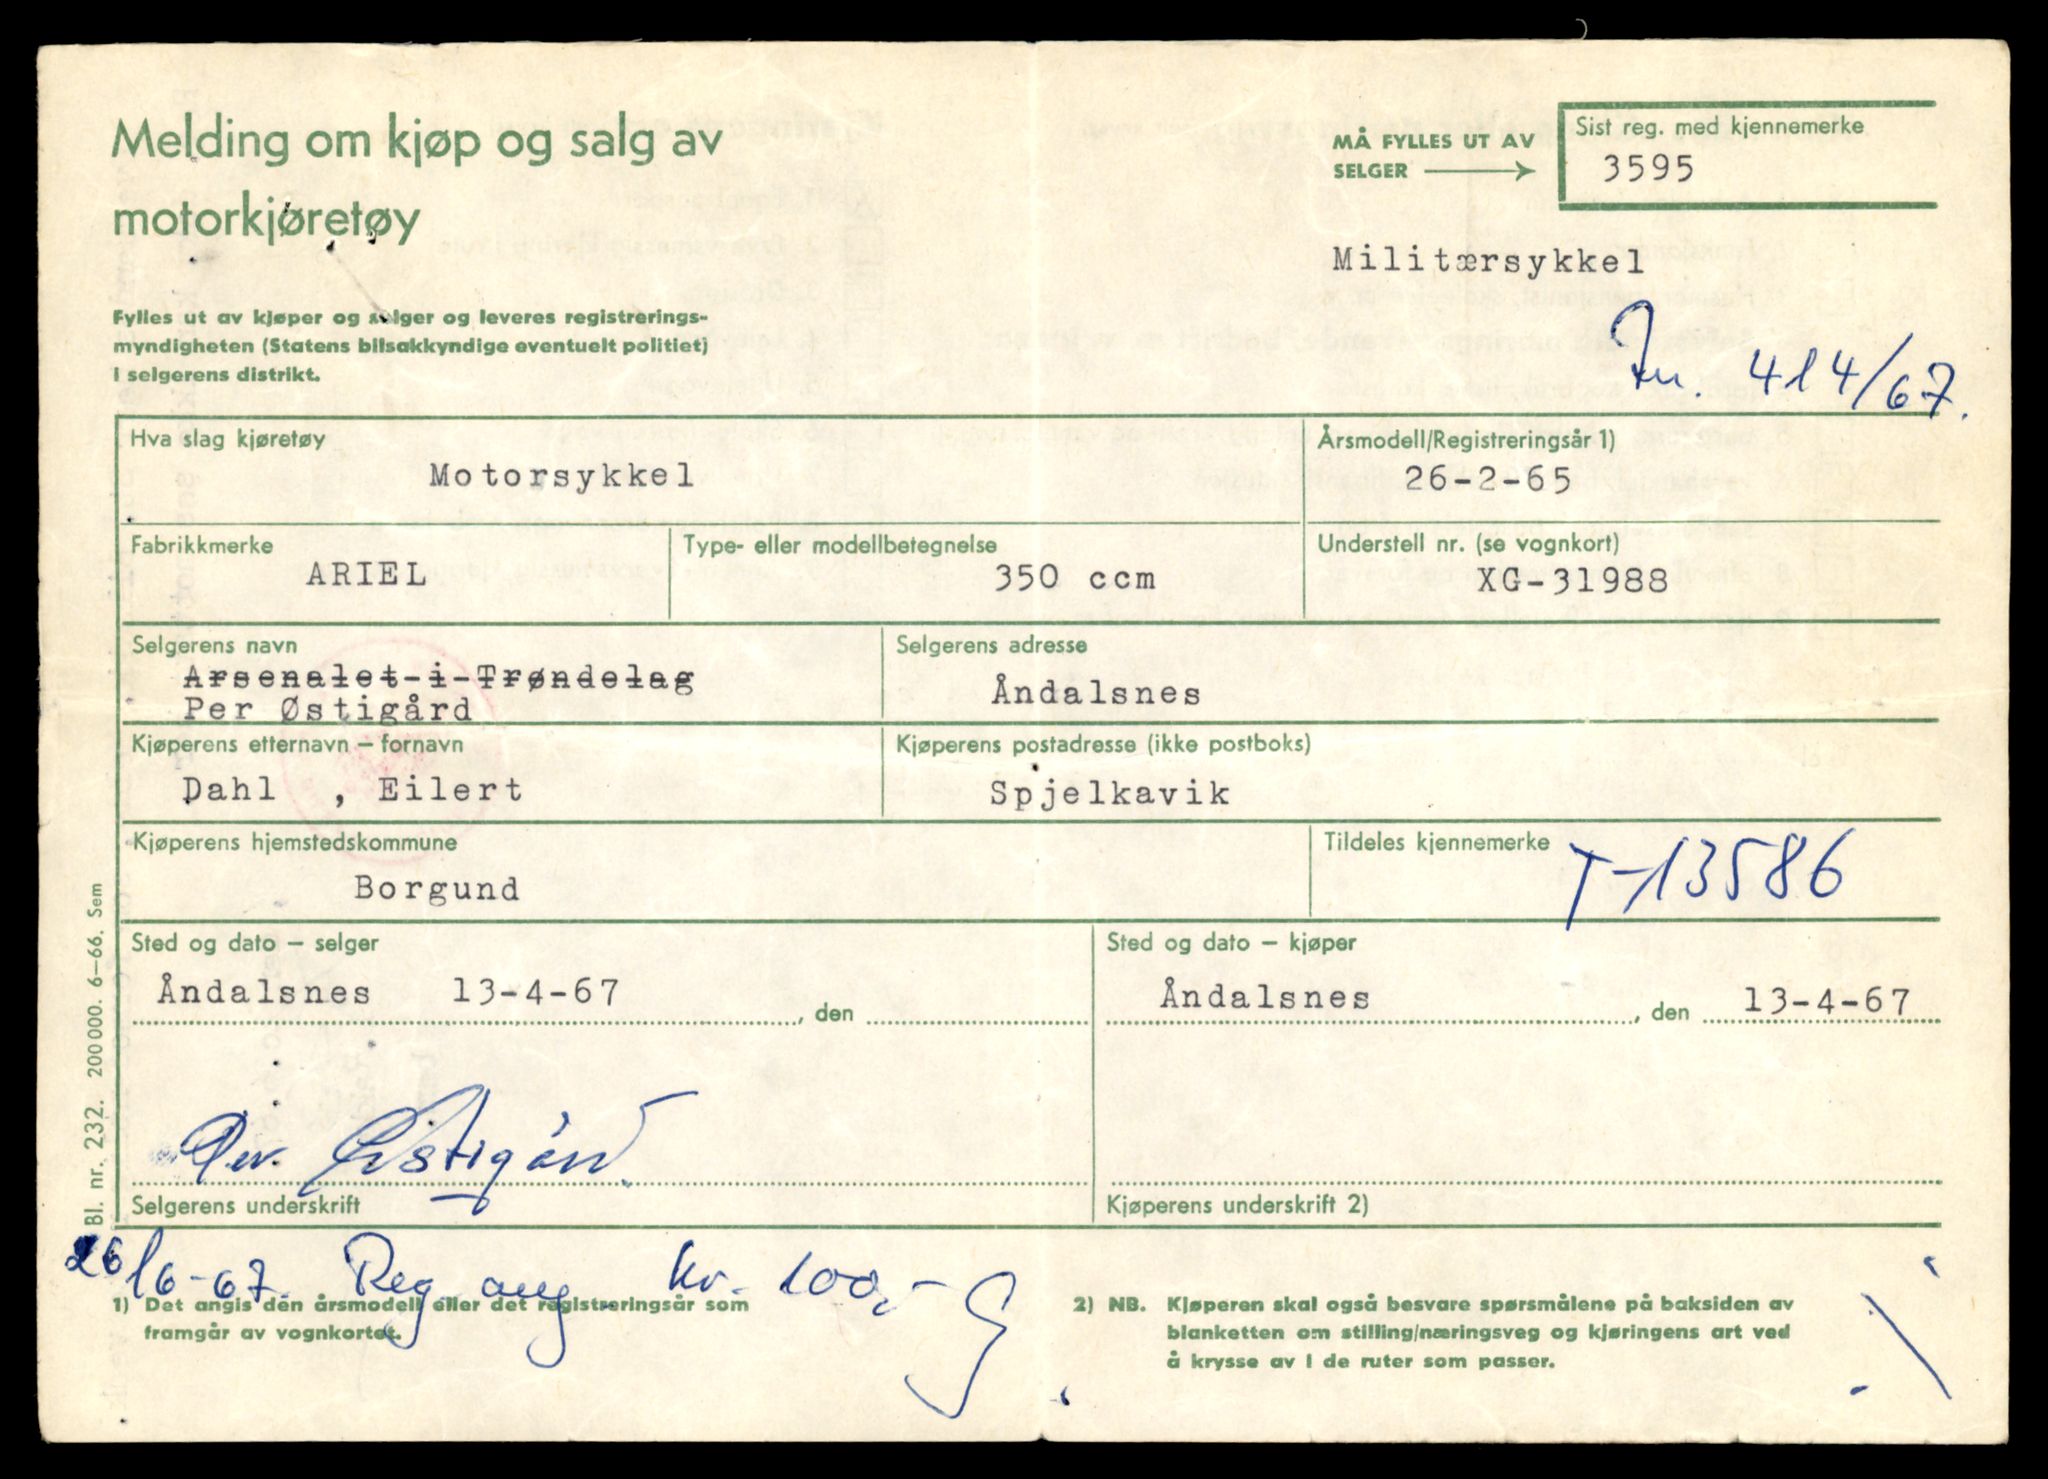 Melding om kjøp og salg av
motorkjøretøy
Fylles ut av kjøper og selger og leveres registrerings-
myndigheten (Statens bilsakkyndige eventuelt politiet)
i selgerens distrikt.
MÅ FYLLES UT AV
SELGER
Sist reg. med kjennemerke
3595
Militærsykkel
Jnr. 414/67.
Hva slag kjøretøy
Motorsykkel
Årsmodell/Registreringsår 1)
26-2-65
Fabrikkmerke
ARIEL
Type- eller modellbetegnelse
350 ccm
Understell nr. (se vognkort)
XG-31988
Selgerens navn
Arsenalet i Trøndelag
Per Østigård
Selgerens adresse
Åndalsnes
Kjøperens etternavn – fornavn
Dahl , Eilert
Kjøperens postadresse (ikke postboks)
Spjelkavik
Kjøperens hjemstedskommune
Borgund
Tildeles kjennemerke
T-13586
Sted og dato – selger
Åndalsnes 13-4-67 , den
Sted og dato – kjøper
Åndalsnes , den 13-4-67
Per Østigård
Selgerens underskrift
Kjøperens underskrift 2)
Bl. nr. 232. 200 000. 6–66. Sem
26/6-67. Reg. avg. kr. 100,-
1) Det angis den årsmodell eller det registreringsår som
framgår av vognkortet.
2) NB. Kjøperen skal også besvare spørsmålene på baksiden av
blanketten om stilling/næringsveg og kjøringens art ved
å krysse av i de ruter som passer.